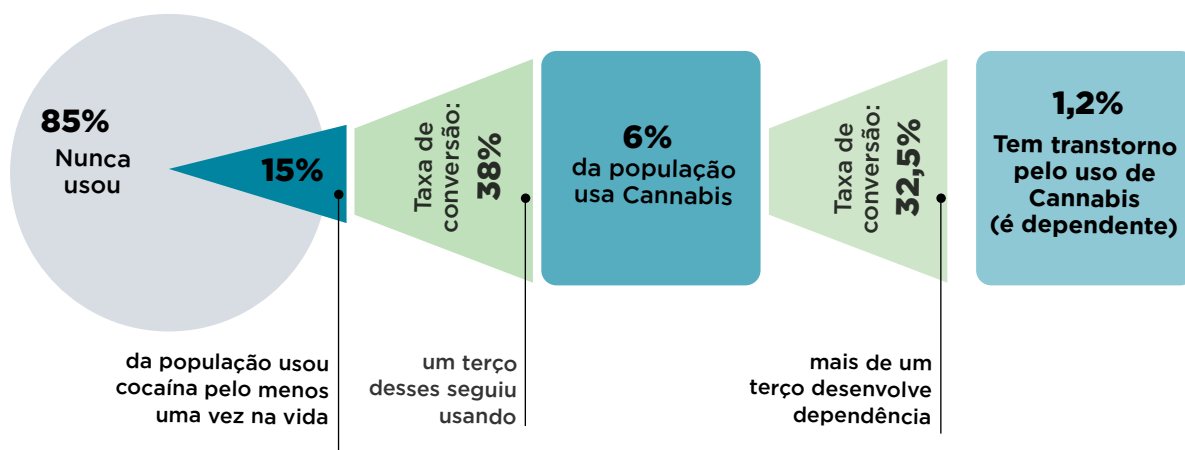 85%
Nunca
usou
15%
Taxa de
conversão:
38%
6%
da população
usa Cannabis
Taxa de
conversão:
32,5%
1,2%
Tem transtorno
pelo uso de
Cannabis
(é dependente)
da população usou
cocaína pelo menos
uma vez na vida
um terço
desses seguiu
usando
mais de um
terço desenvolve
dependência